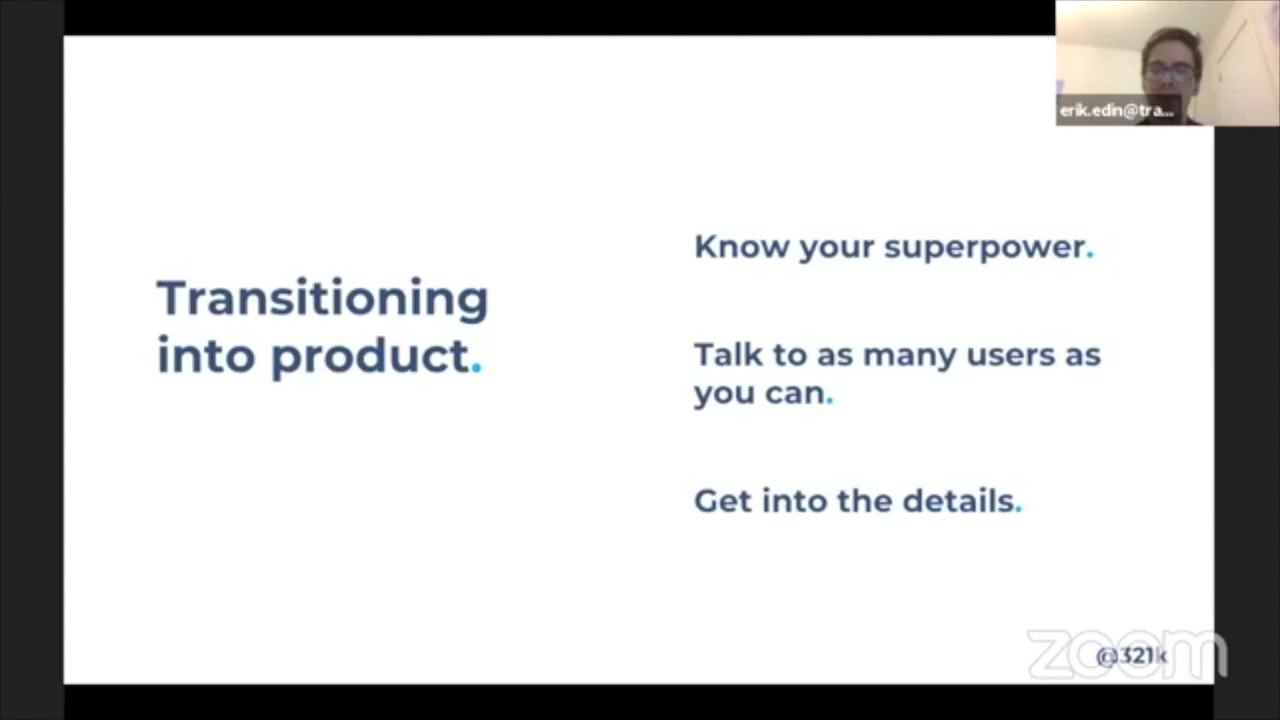 erik.edin@tra...
Know your superpower.
Transitioning
into product.
Talk to as many users as
you can.
Get into the details.
zoom
@321k